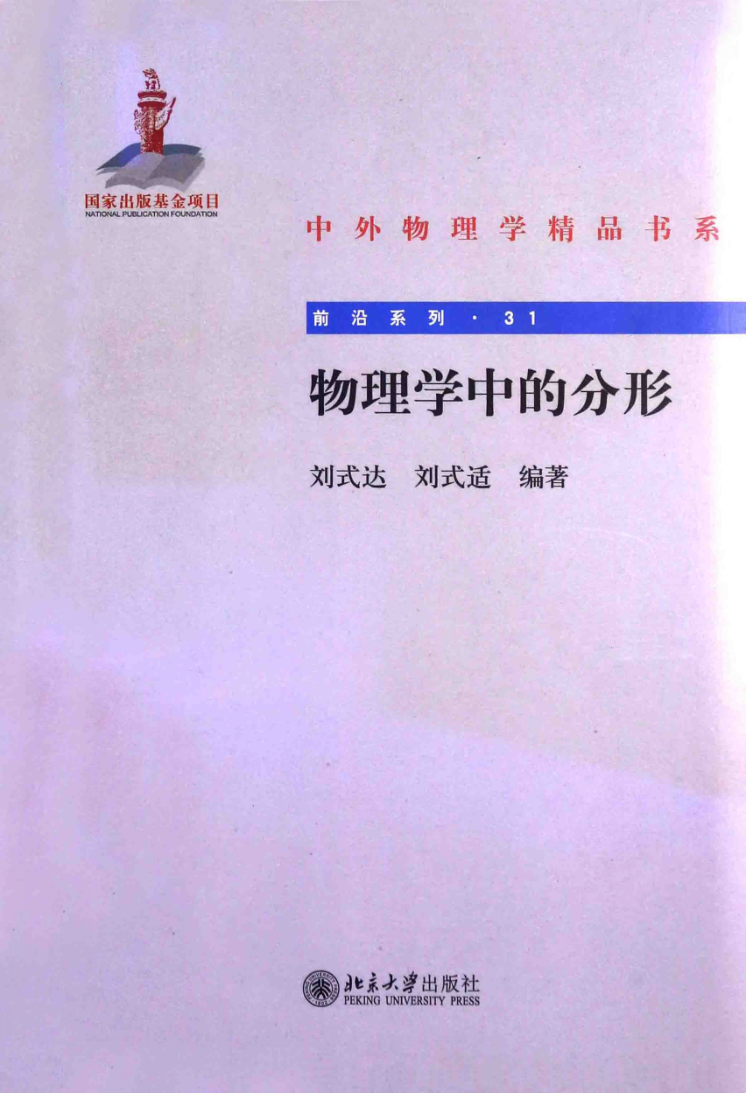 国家出版基金项目
NATIONAL PUBLICATION FOUNDATION
中外物理学精品书系
前沿系列 · 31
物理学中的分形
刘式达 刘式适 编著
北京大学出版社
PEKING UNIVERSITY PRESS